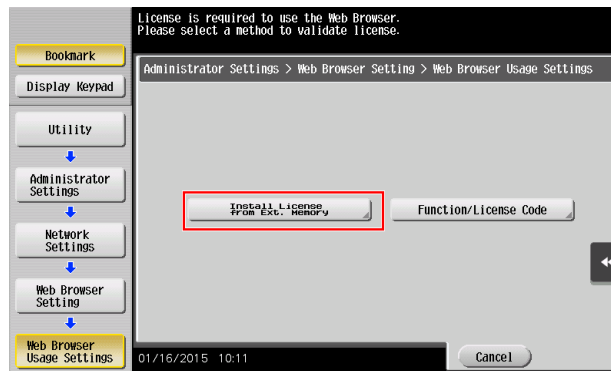 License is required to use the Web Browser.
Please select a method to validate license.
Bookmark
Display Keypad
Administrator Settings > Web Browser Setting > Web Browser Usage Settings
Utility
Administrator
Settings
Install License
from Ext. Memory
Function/License Code
Network
Settings
Web Browser
Setting
Web Browser
Usage Settings
01/16/2015 10:11
Cancel